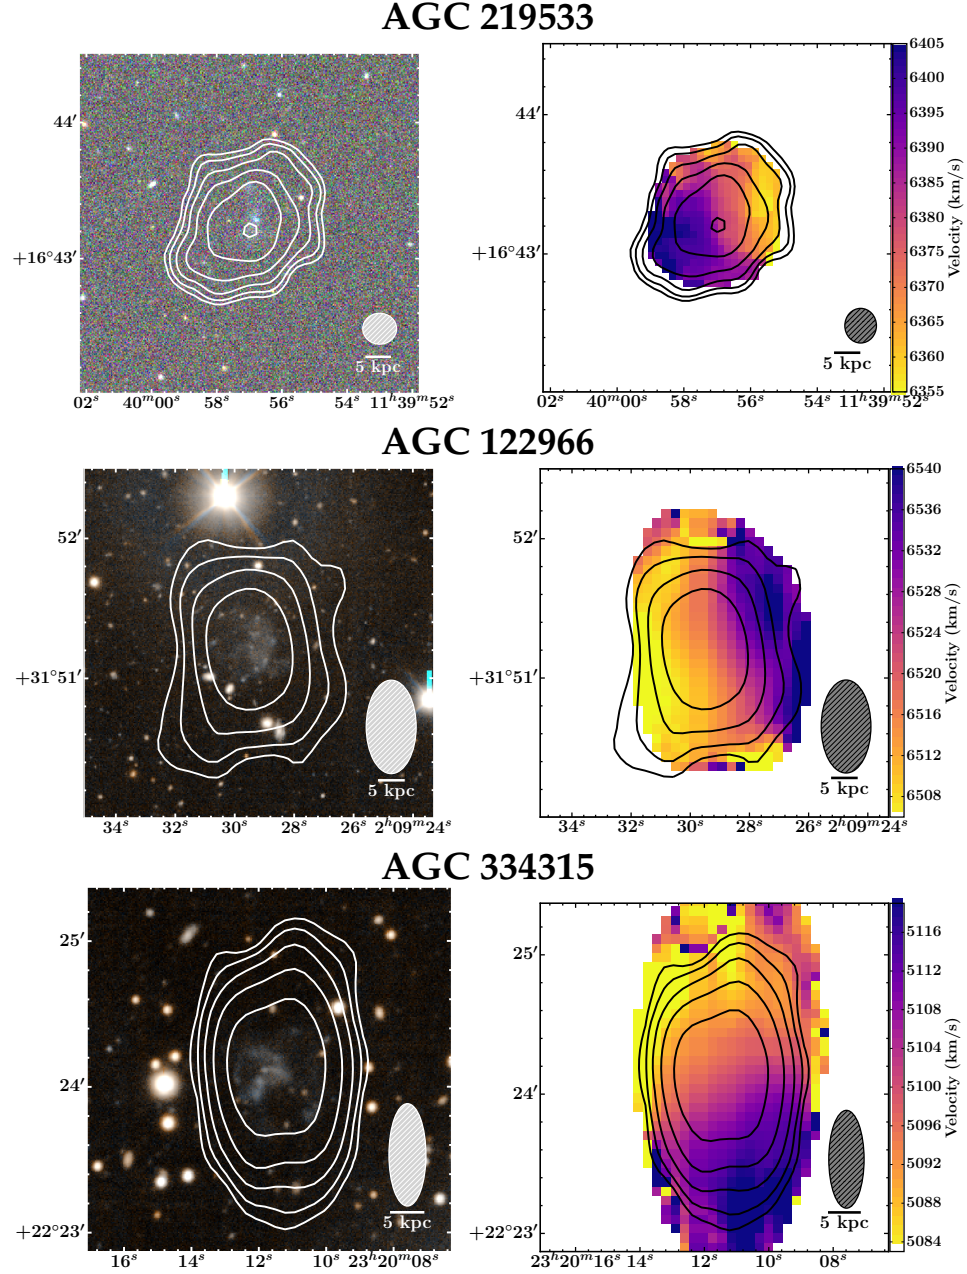 AGC 219533
44′
+16°43′
5 kpc
02ˢ 40ᵐ00ˢ 58ˢ 56ˢ 54ˢ 11ʰ39ᵐ52ˢ
44′
+16°43′
5 kpc
02ˢ 40ᵐ00ˢ 58ˢ 56ˢ 54ˢ 11ʰ39ᵐ52ˢ
6405
6400
6395
6390
6385
6380
6375
6370
6365
6360
6355
Velocity (km/s)
AGC 122966
52′
+31°51′
5 kpc
34ˢ 32ˢ 30ˢ 28ˢ 26ˢ 2ʰ09ᵐ24ˢ
52′
+31°51′
5 kpc
34ˢ 32ˢ 30ˢ 28ˢ 26ˢ 2ʰ09ᵐ24ˢ
6540
6536
6532
6528
6524
6520
6516
6512
6508
Velocity (km/s)
AGC 334315
25′
24′
+22°23′
5 kpc
16ˢ 14ˢ 12ˢ 10ˢ 23ʰ20ᵐ08ˢ
25′
24′
+22°23′
5 kpc
23ʰ20ᵐ16ˢ 14ˢ 12ˢ 10ˢ 08ˢ
5116
5112
5108
5104
5100
5096
5092
5088
5084
Velocity (km/s)